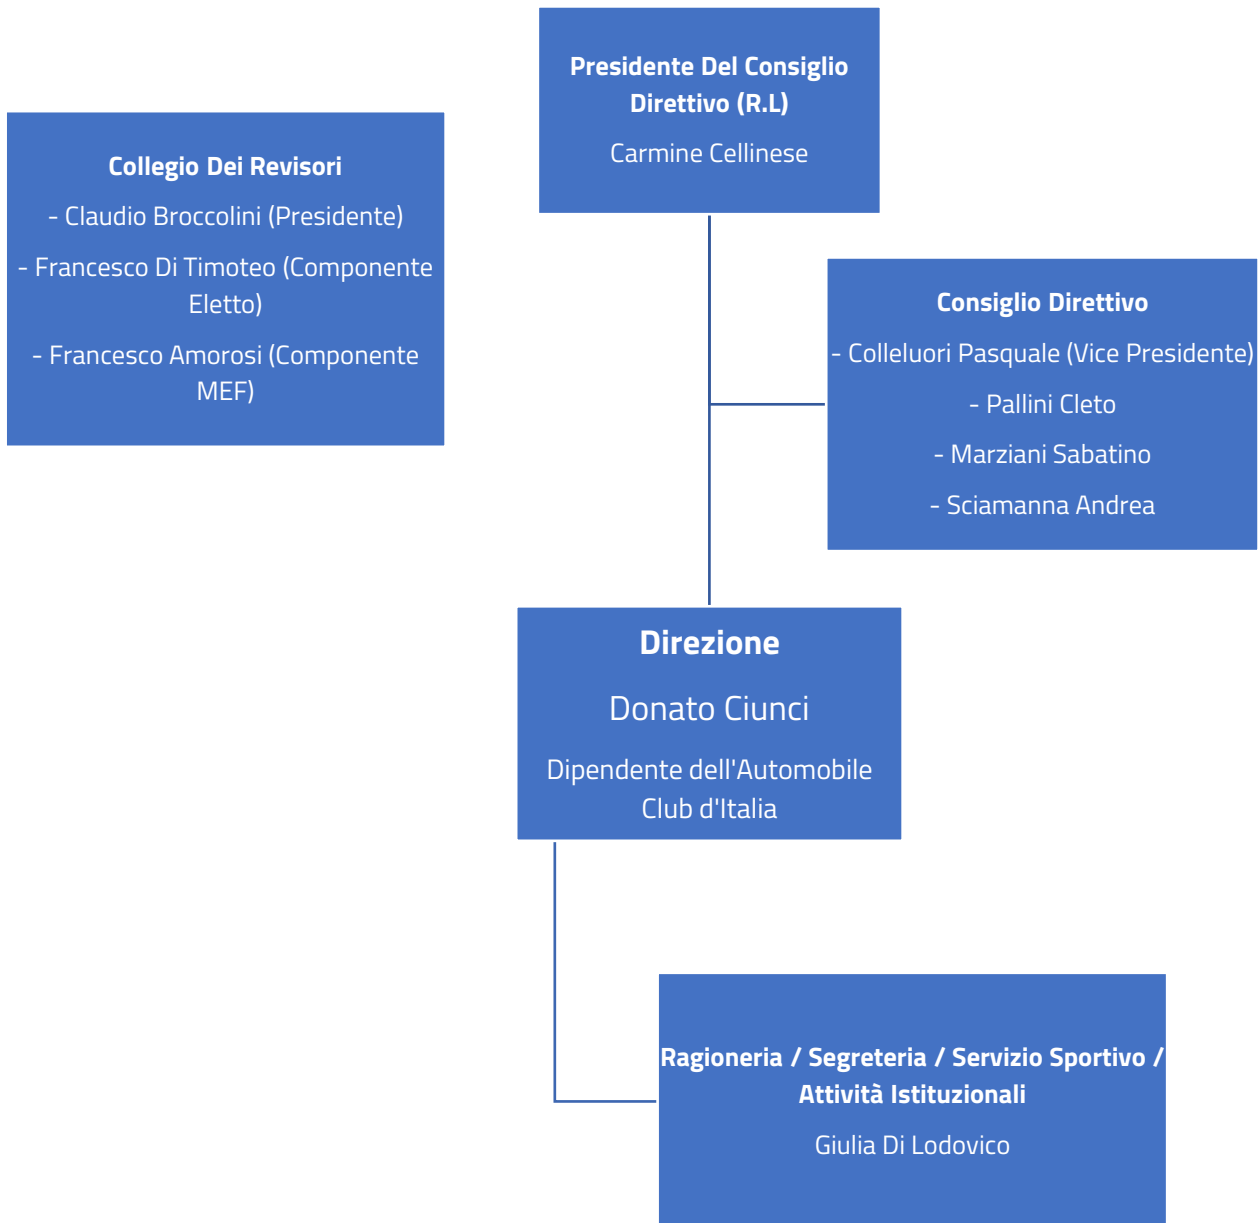 Presidente Del Consiglio
Direttivo (R.L)
Carmine Cellinese
Collegio Dei Revisori
- Claudio Broccolini (Presidente)
- Francesco Di Timoteo (Componente
Eletto)
- Francesco Amorosi (Componente
MEF)
Consiglio Direttivo
- Colleluori Pasquale (Vice Presidente)
- Pallini Cleto
- Marziani Sabatino
- Sciamanna Andrea
Direzione
Donato Ciunci
Dipendente dell'Automobile
Club d'Italia
Ragioneria / Segreteria / Servizio Sportivo /
Attività Istituzionali
Giulia Di Lodovico